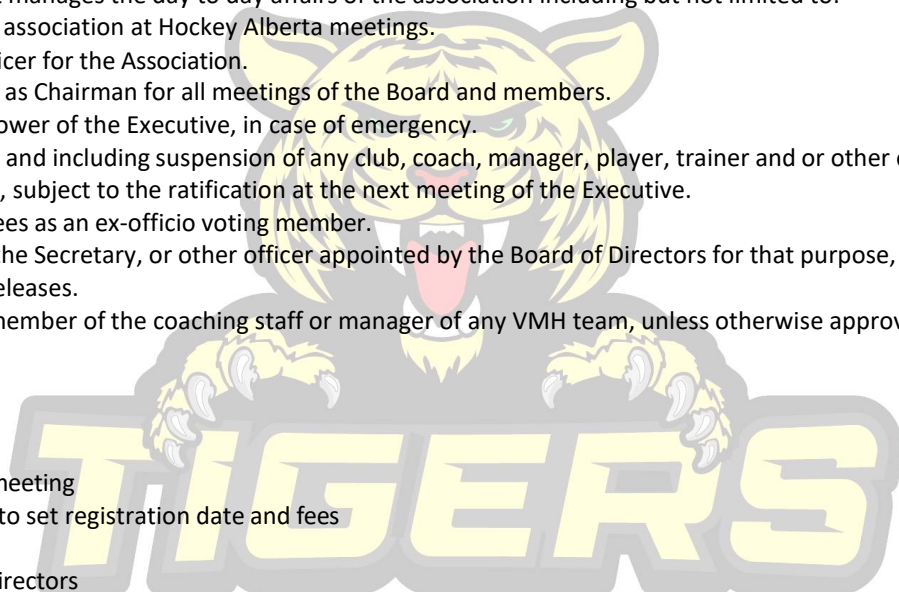 manages the day to day affairs of the association including but not limited to:
association at Hockey Alberta meetings.
icer for the Association.
as Chairman for all meetings of the Board and members.
ower of the Executive, in case of emergency.
and including suspension of any club, coach, manager, player, trainer and or other
, subject to the ratification at the next meeting of the Executive.
ees as an ex-officio voting member.
the Secretary, or other officer appointed by the Board of Directors for that purpose,
eleases.
member of the coaching staff or manager of any VMH team, unless otherwise approv
TIGERS
meeting
to set registration date and fees
irectors